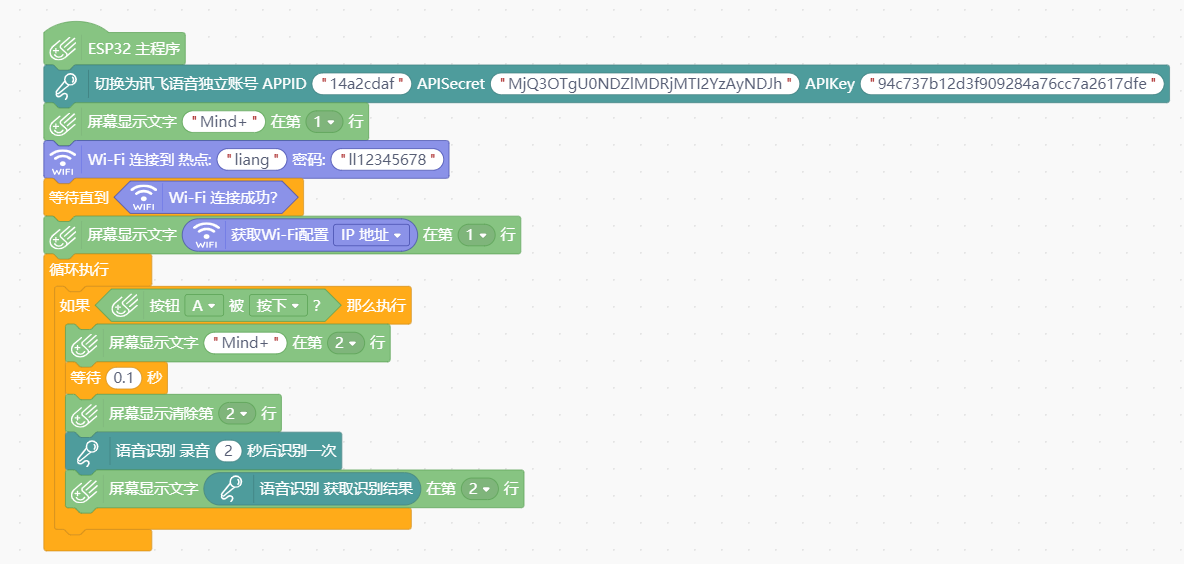 ESP32 主程序
切换为讯飞语音独立账号 APPID "14a2cdaf" APISecret "MjQ3OTgU0NDZlMDRjMTI2YzAyNDJh" APIKey "94c737b12d3f909284a76cc7a2617dfe"
屏幕显示文字 "Mind+" 在第 1 行
WIFI Wi-Fi 连接到 热点: "liang" 密码: "ll12345678"
等待直到 WIFI Wi-Fi 连接成功?
屏幕显示文字 WIFI 获取Wi-Fi配置 IP 地址 在第 1 行
循环执行
如果 按钮 A 被 按下 ? 那么执行
屏幕显示文字 "Mind+" 在第 2 行
等待 0.1 秒
屏幕显示清除第 2 行
语音识别 录音 2 秒后识别一次
屏幕显示文字 语音识别 获取识别结果 在第 2 行